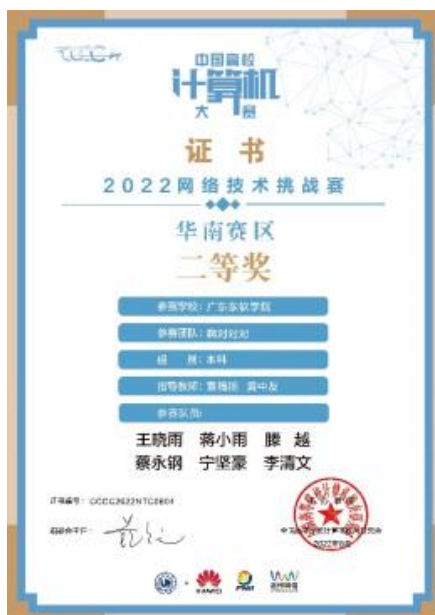 中国高校
计算机
大 赛
证 书
2022网络技术挑战赛
华南赛区
二等奖
参赛学校：广东东软学院
参赛团队：
组 别：本科
指导教师：
参赛队员：
王晓雨 蒋小雨 滕 越
蔡永钢 宁坚豪 李清文
证书编号：CCCC2022NTC0804
HUAWEI